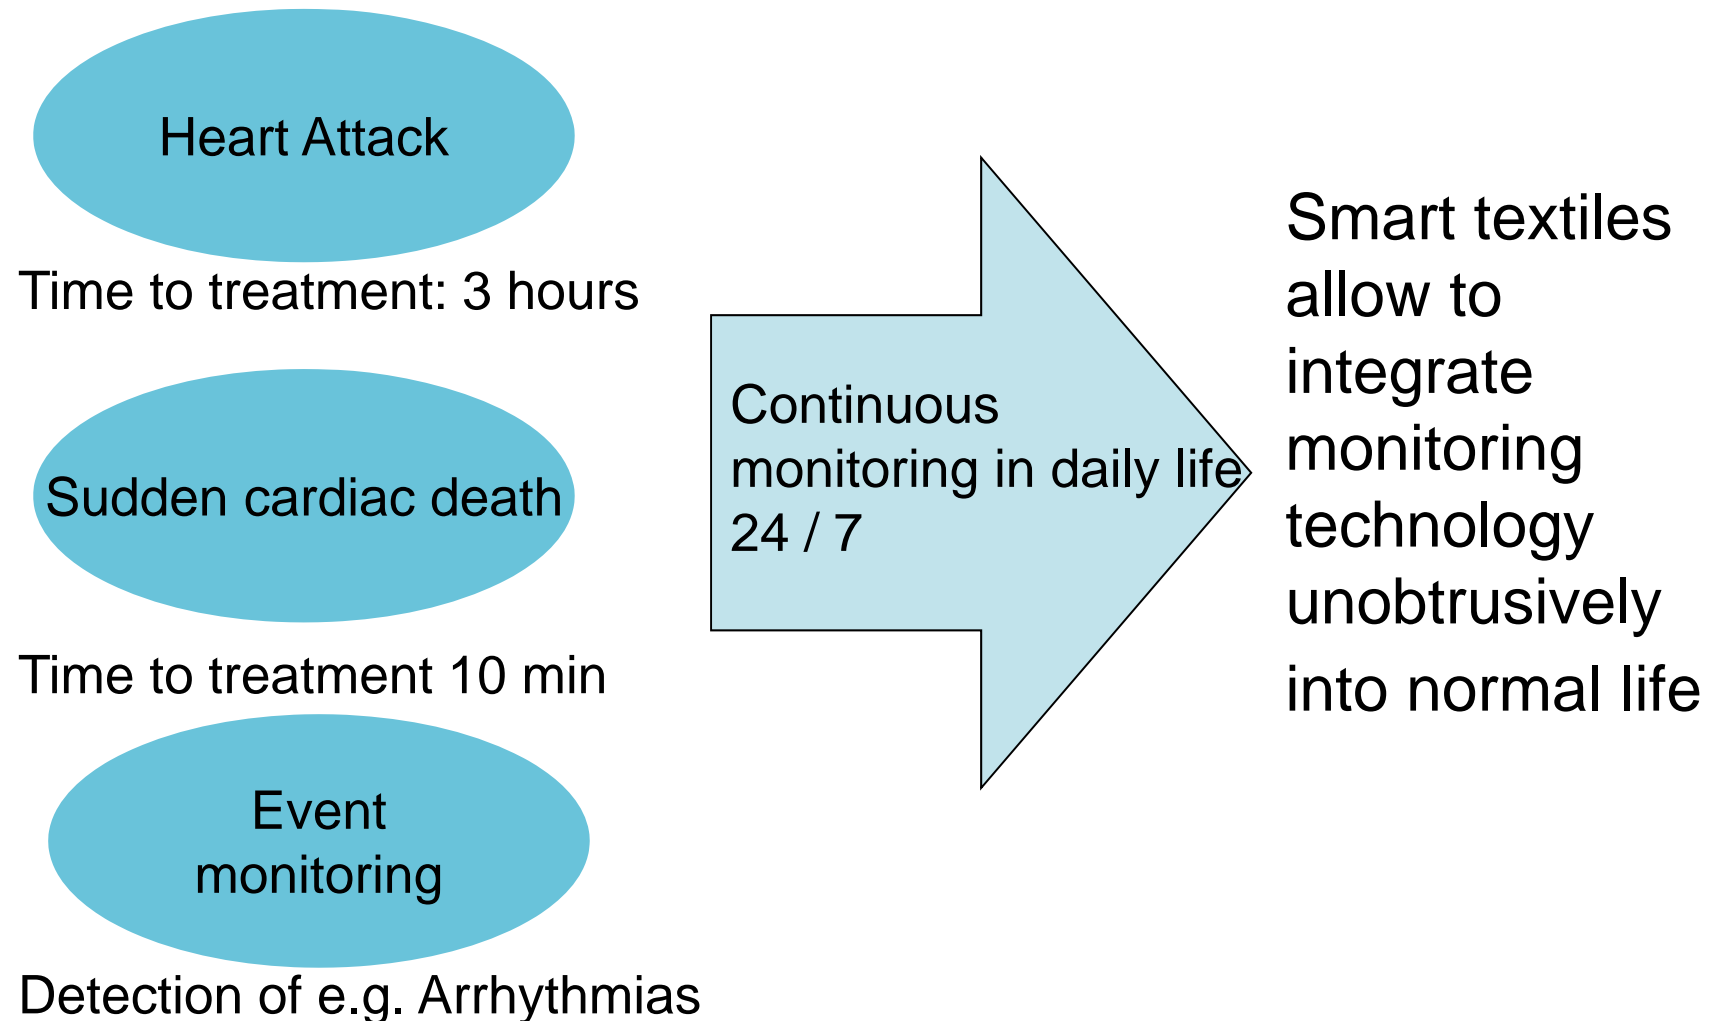 Heart Attack
Time to treatment: 3 hours
Sudden cardiac death
Time to treatment 10 min
Event
monitoring
Detection of e.g. Arrhythmias
Continuous
monitoring in daily life
24 / 7
Smart textiles
allow to
integrate
monitoring
technology
unobtrusively
into normal life